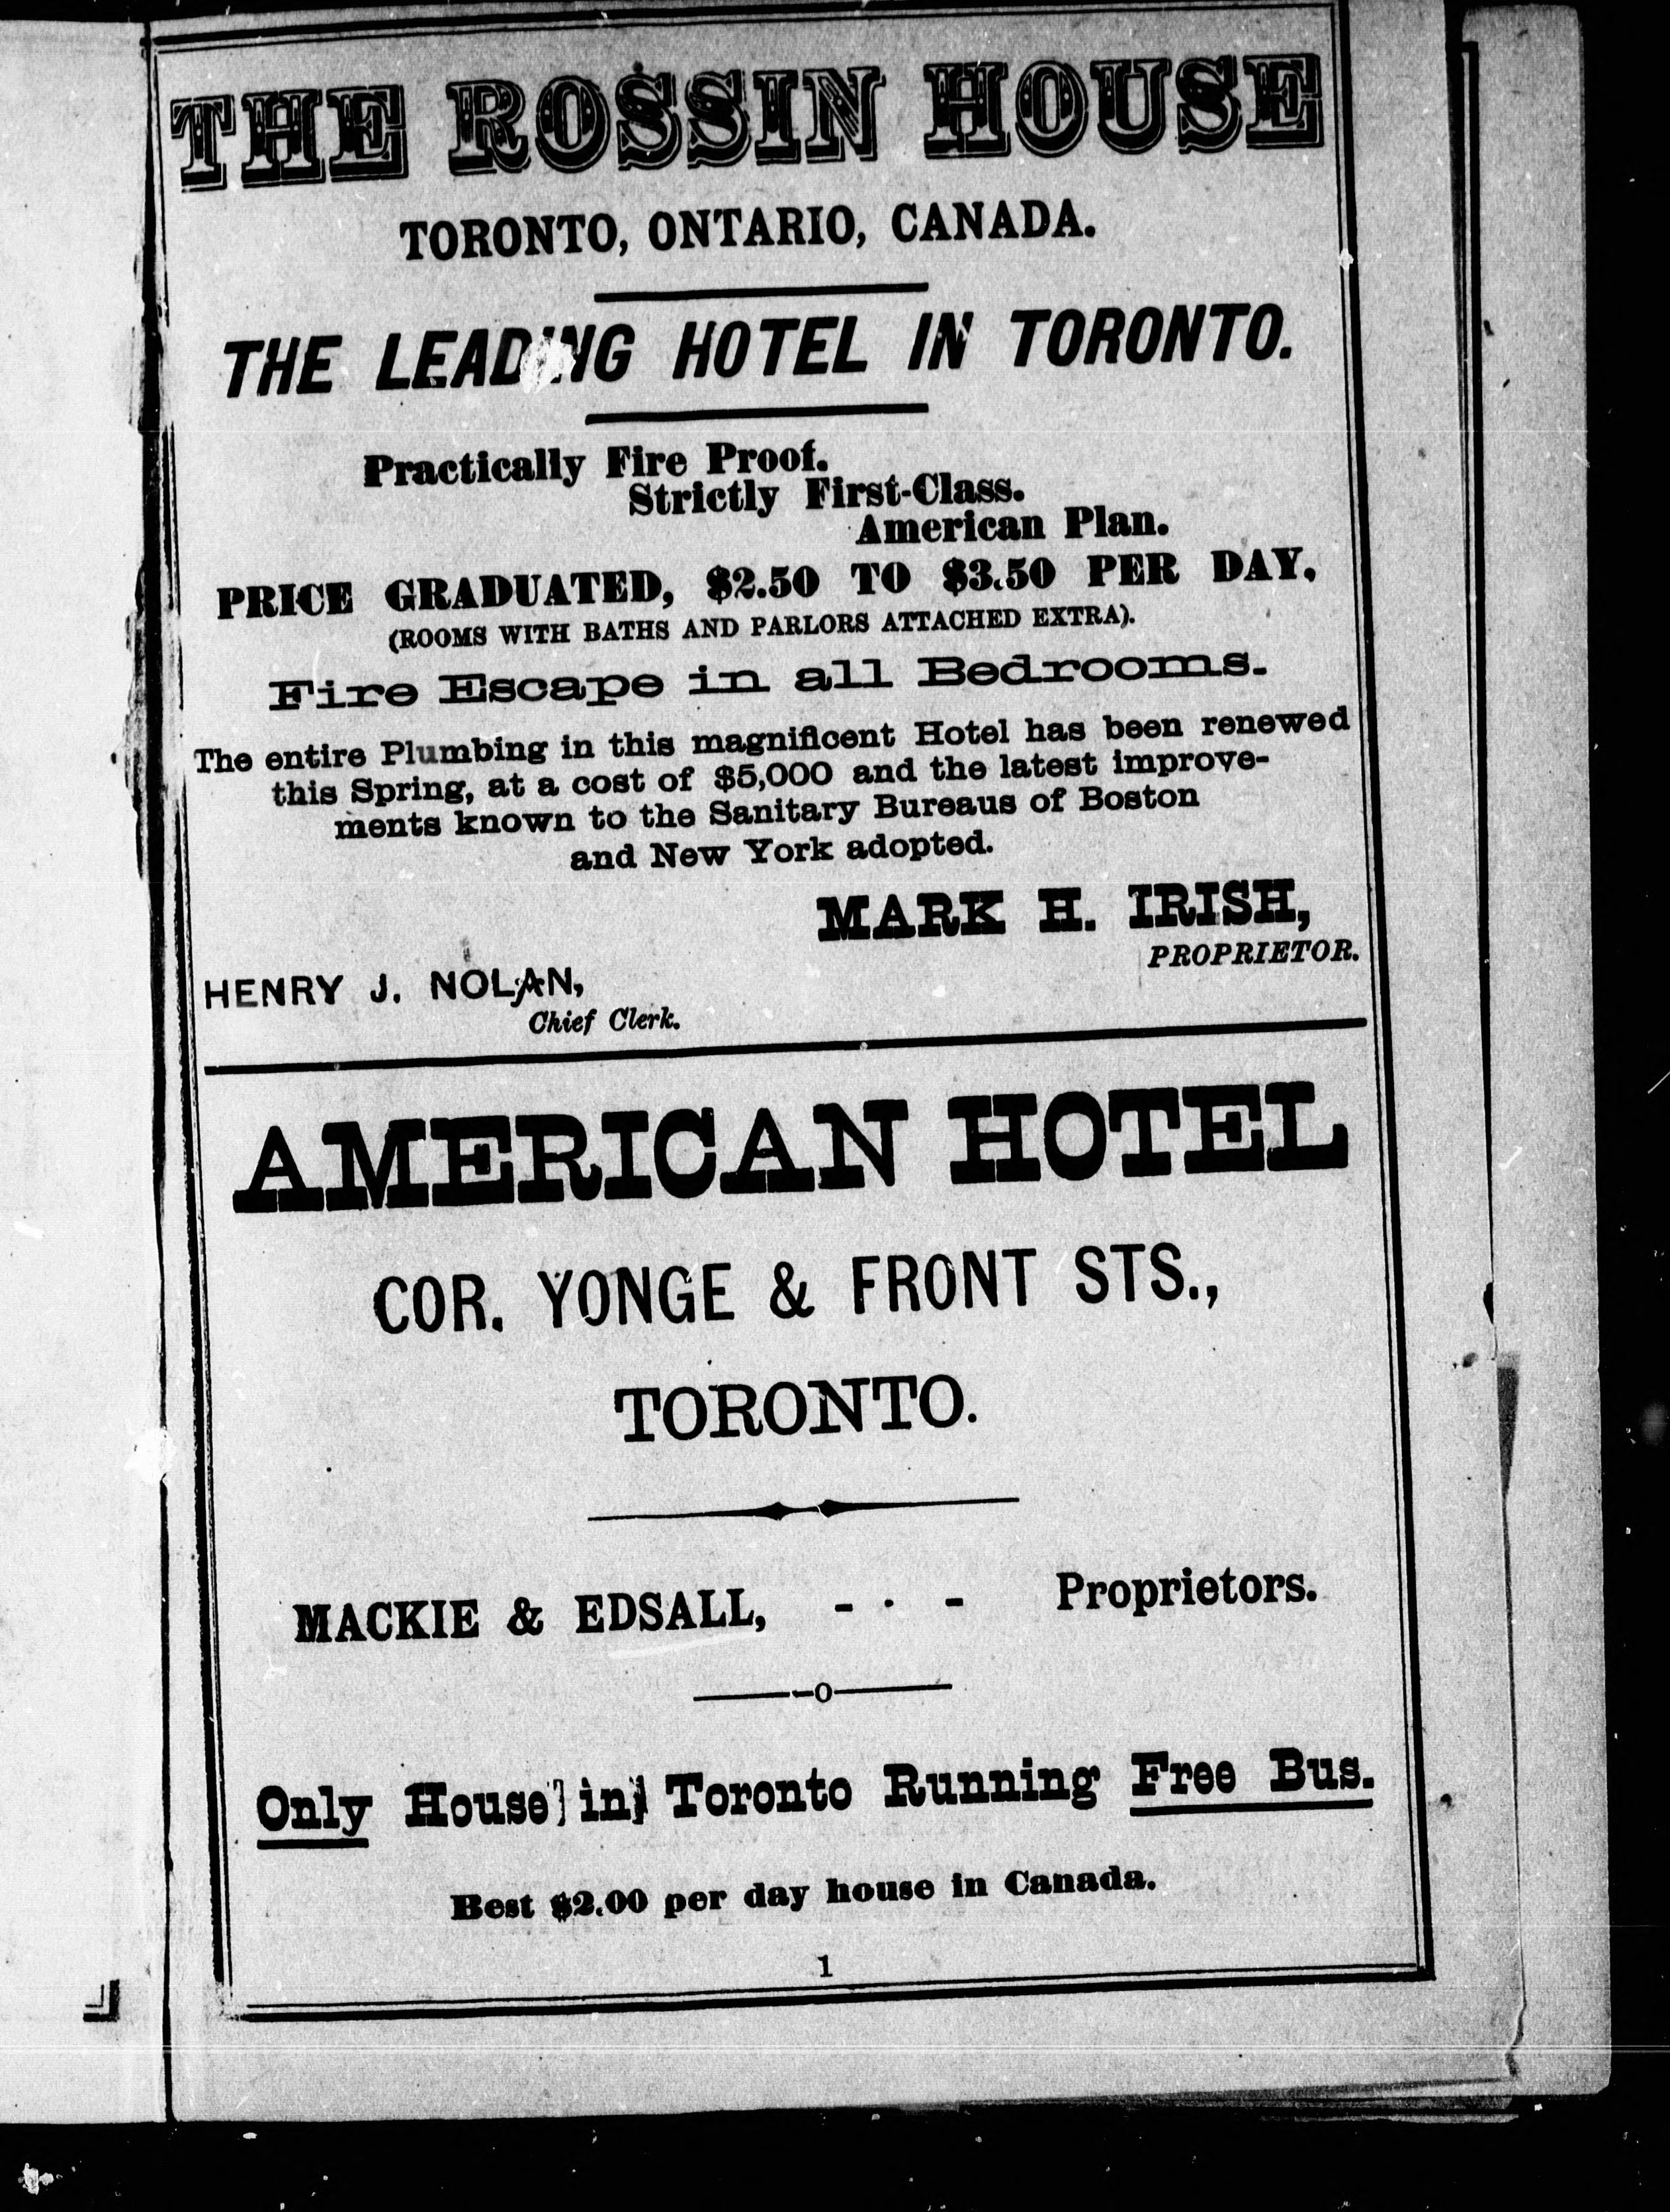 THE ROSSIN HOUSE
TORONTO, ONTARIO, CANADA.
THE LEADING HOTEL IN TORONTO.
Practically Fire Proof.
Strictly First-Class.
American Plan.
PRICE GRADUATED, $2.50 TO $3.50 PER DAY.
(ROOMS WITH BATHS AND PARLORS ATTACHED EXTRA).
Fire Escape in all Bedrooms.
The entire Plumbing in this magnificent Hotel has been renewed
this Spring, at a cost of $5,000 and the latest improve-
ments known to the Sanitary Bureaus of Boston
and New York adopted.
MARK H. IRISH,
PROPRIETOR.
HENRY J. NOLAN,
Chief Clerk.
AMERICAN HOTEL
COR. YONGE & FRONT STS.,
TORONTO.
MACKIE & EDSALL, - · - Proprietors.
Only House in Toronto Running Free Bus.
Best $2.00 per day house in Canada.
1